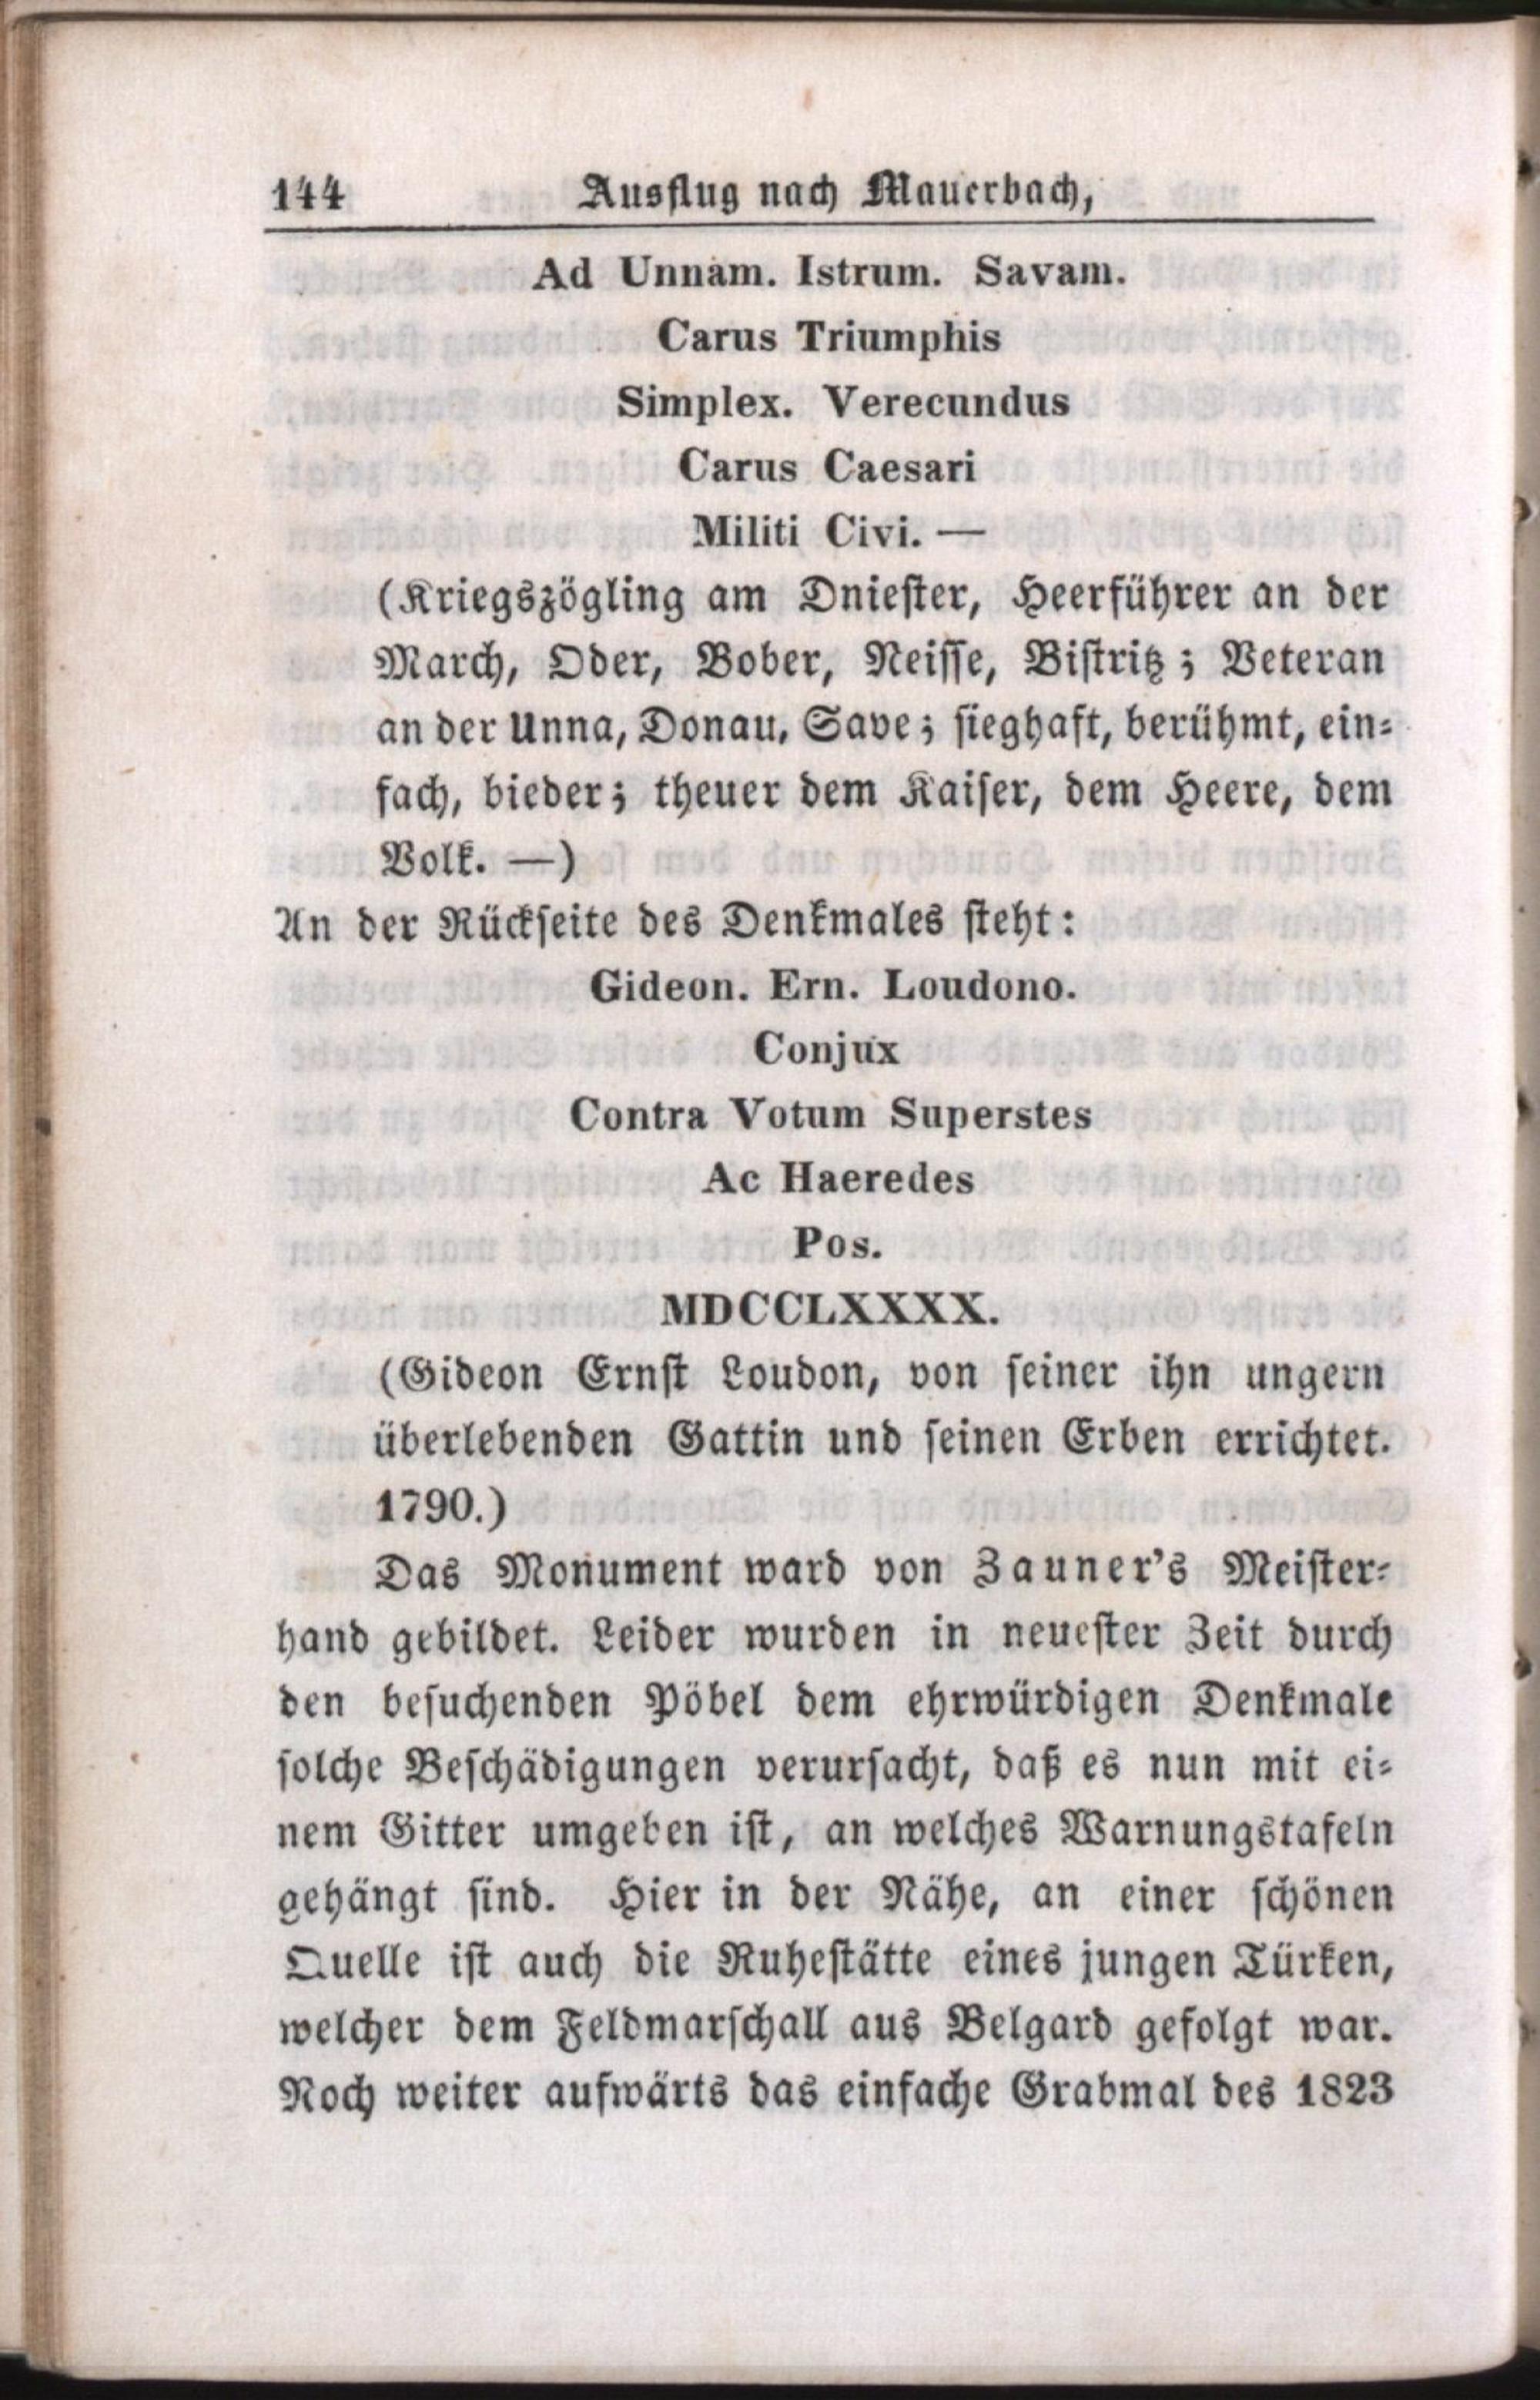 144 Ausflug nach Mauerbach,
Ad Unnam. Istrum. Savam.
Carus Triumphis
Simplex. Verecundus
Carus Caesari
Militi Civi. —
(Kriegszögling am Dniester, Heerführer an der
March, Oder, Bober, Neisse, Bistritz; Veteran
an der Unna, Donau, Save; sieghaft, berühmt, ein-
fach, bieder; theuer dem Kaiser, dem Heere, dem
Volk. —)
An der Rückseite des Denkmales steht:
Gideon. Ern. Loudono.
Conjux
Contra Votum Superstes
Ac Haeredes
Pos.
MDCCLXXXX.
(Gideon Ernst Loudon, von seiner ihn ungern
überlebenden Gattin und seinen Erben errichtet.
1790.)
Das Monument ward von Zauner's Meister-
hand gebildet. Leider wurden in neuester Zeit durch
den besuchenden Pöbel dem ehrwürdigen Denkmale
solche Beschädigungen verursacht, daß es nun mit ei-
nem Gitter umgeben ist, an welches Warnungstafeln
gehängt sind. Hier in der Nähe, an einer schönen
Quelle ist auch die Ruhestätte eines jungen Türken,
welcher dem Feldmarschall aus Belgard gefolgt war.
Noch weiter aufwärts das einfache Grabmal des 1823